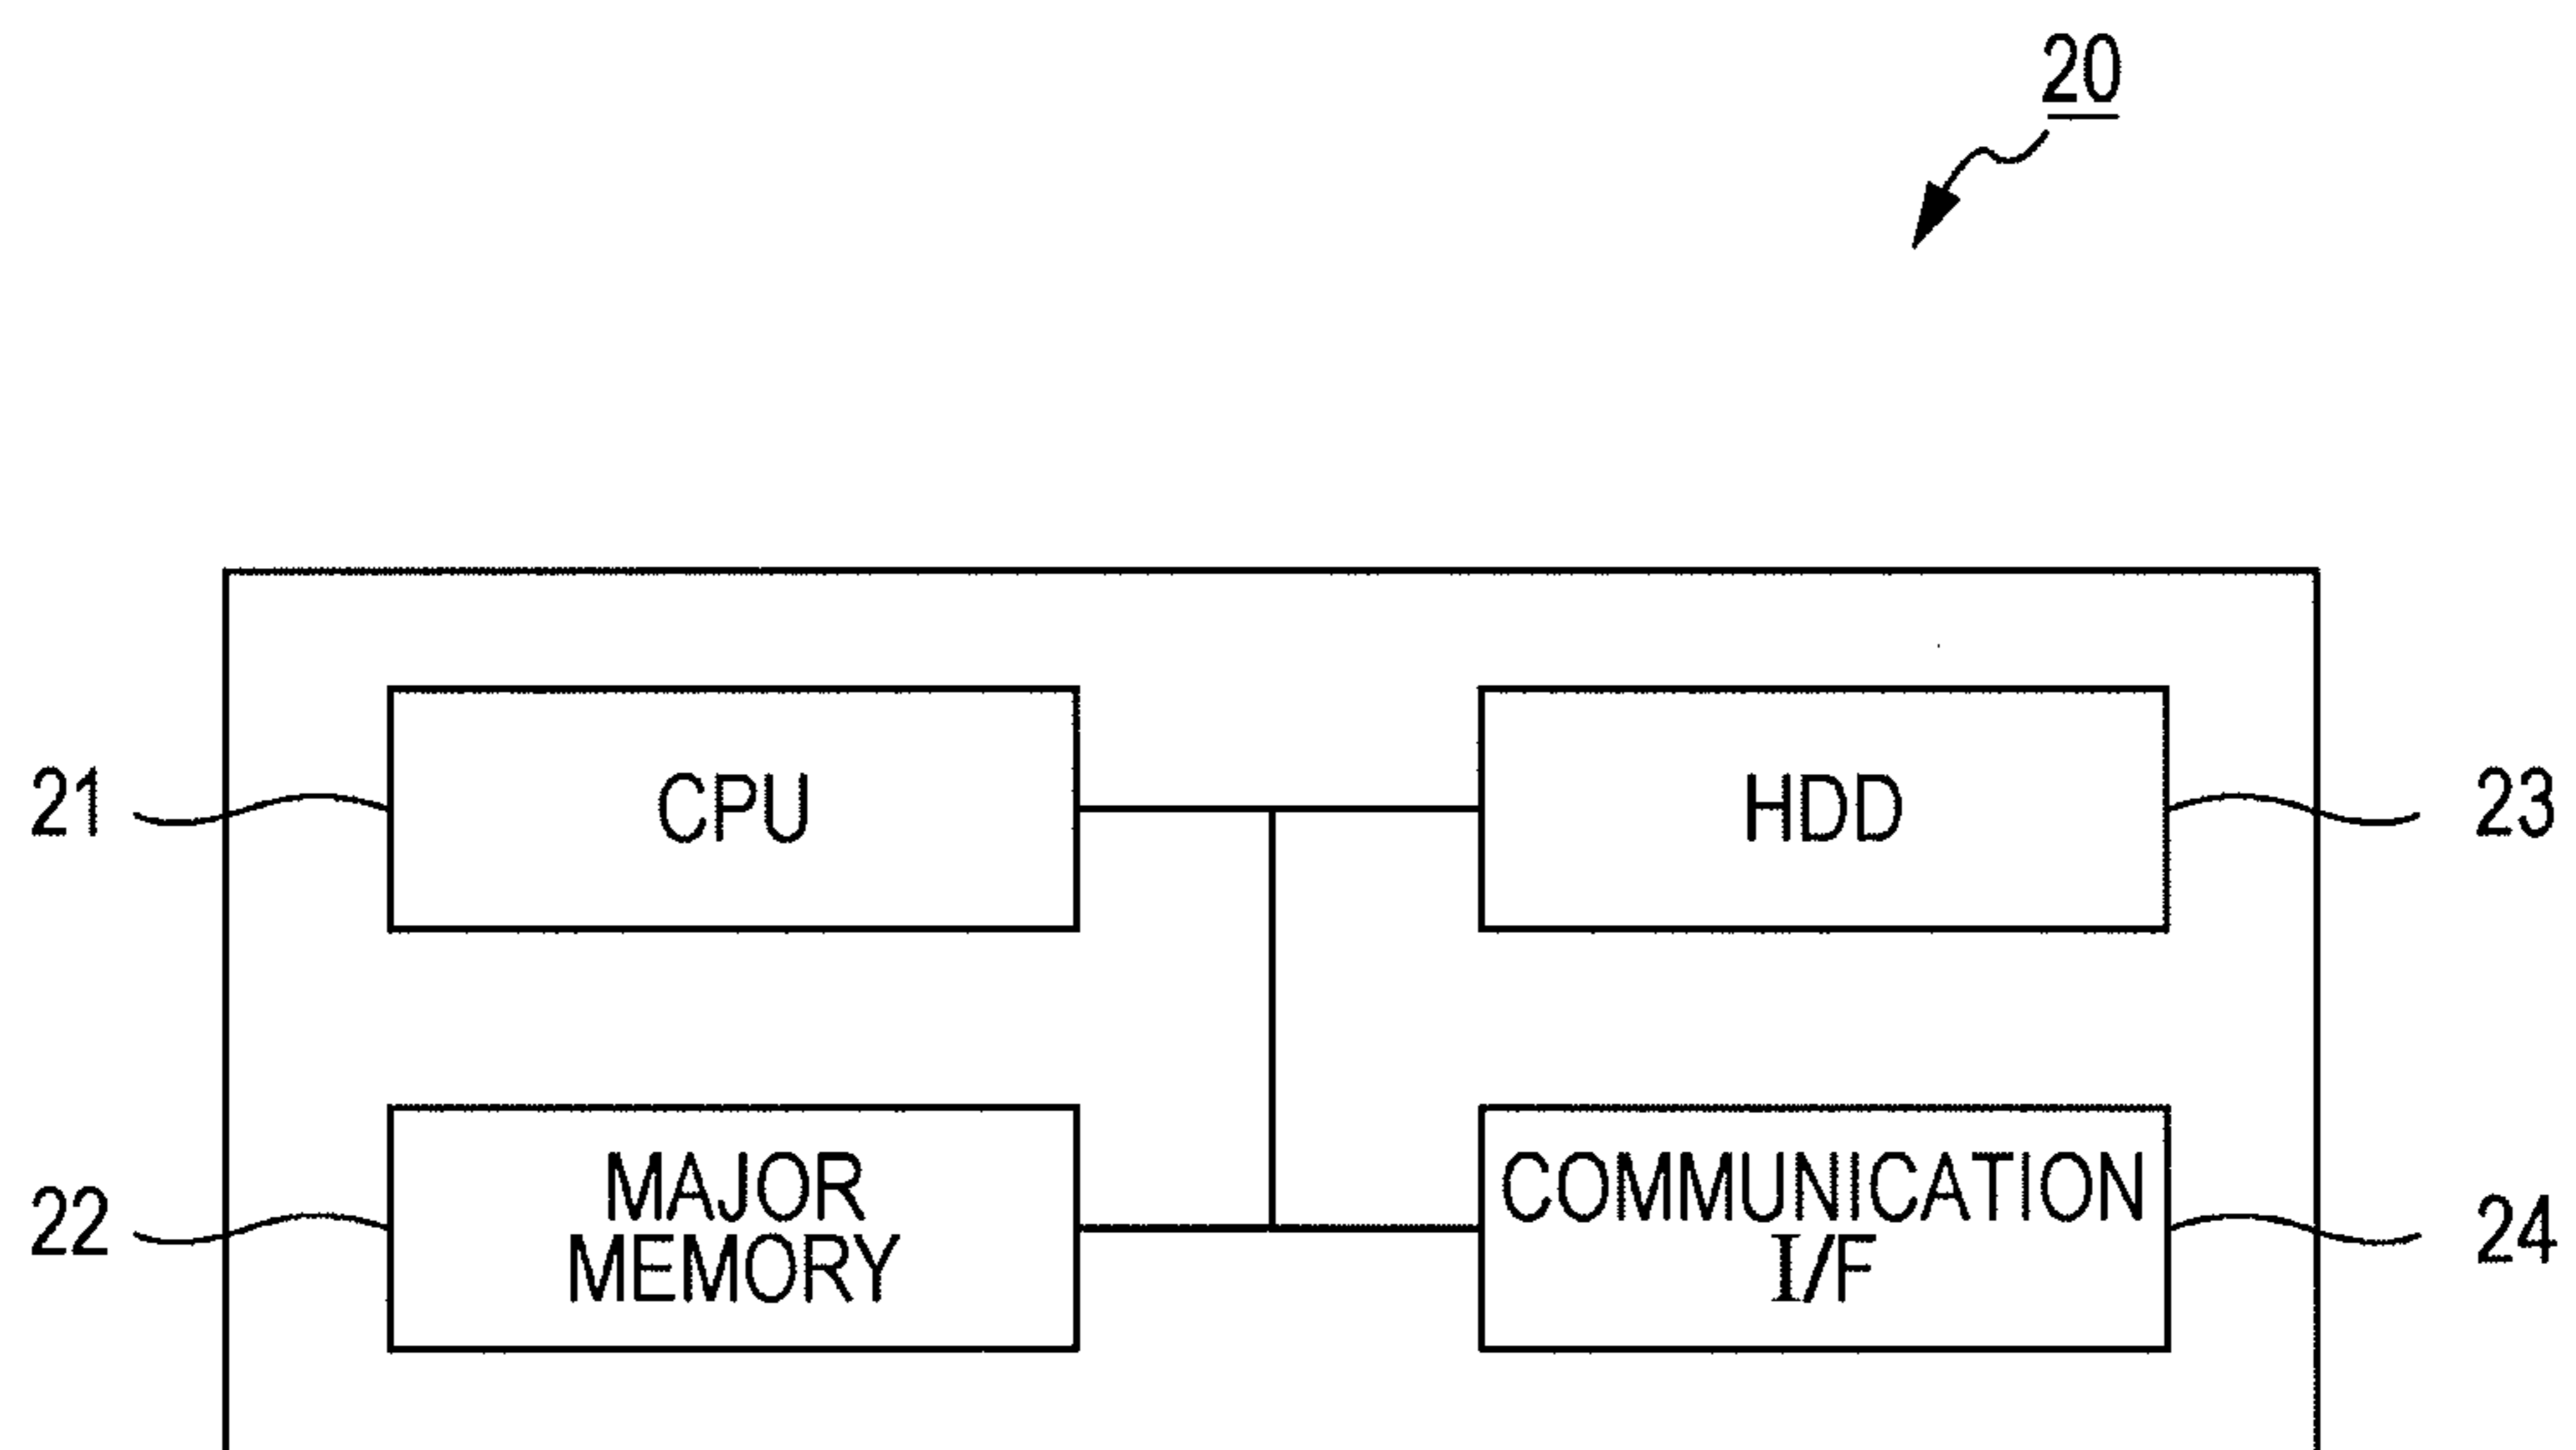 20
21
CPU
HDD
23
22
MAJOR
MEMORY
COMMUNICATION
I/F
24